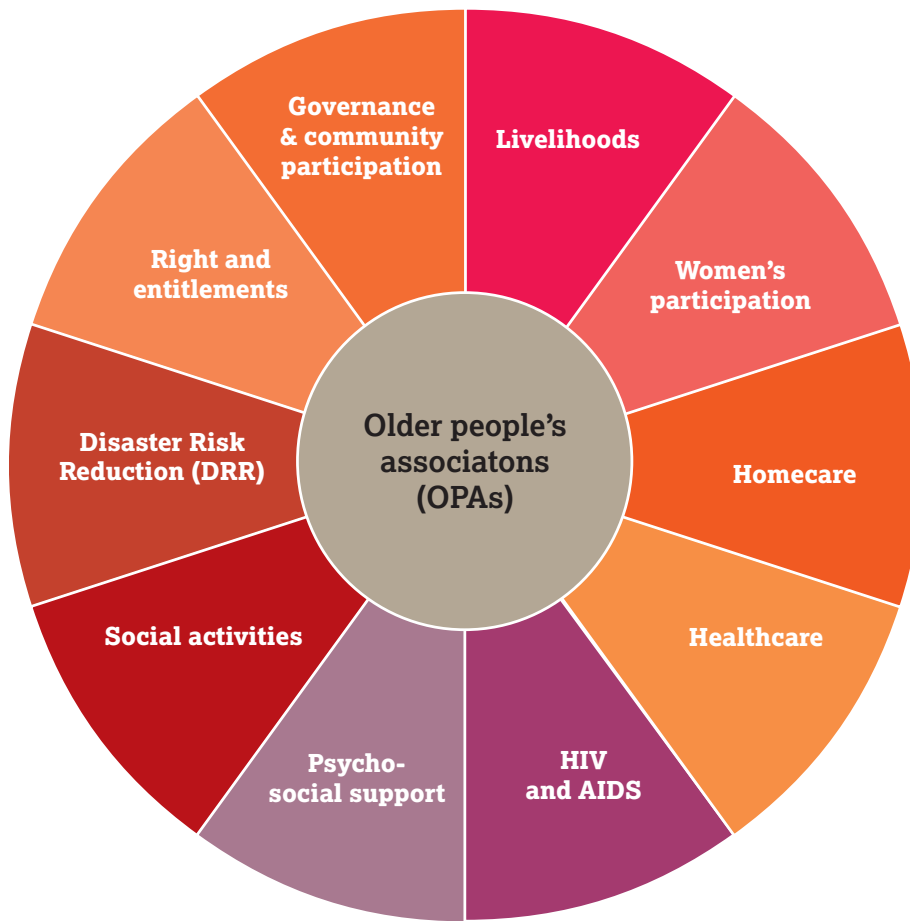 Governance
& community
participation
Livelihoods
Women's
participation
Homecare
Healthcare
HIV
and AIDS
Psycho-
social support
Social activities
Disaster Risk
Reduction (DRR)
Right and
entitlements
Older people's
associatons
(OPAs)